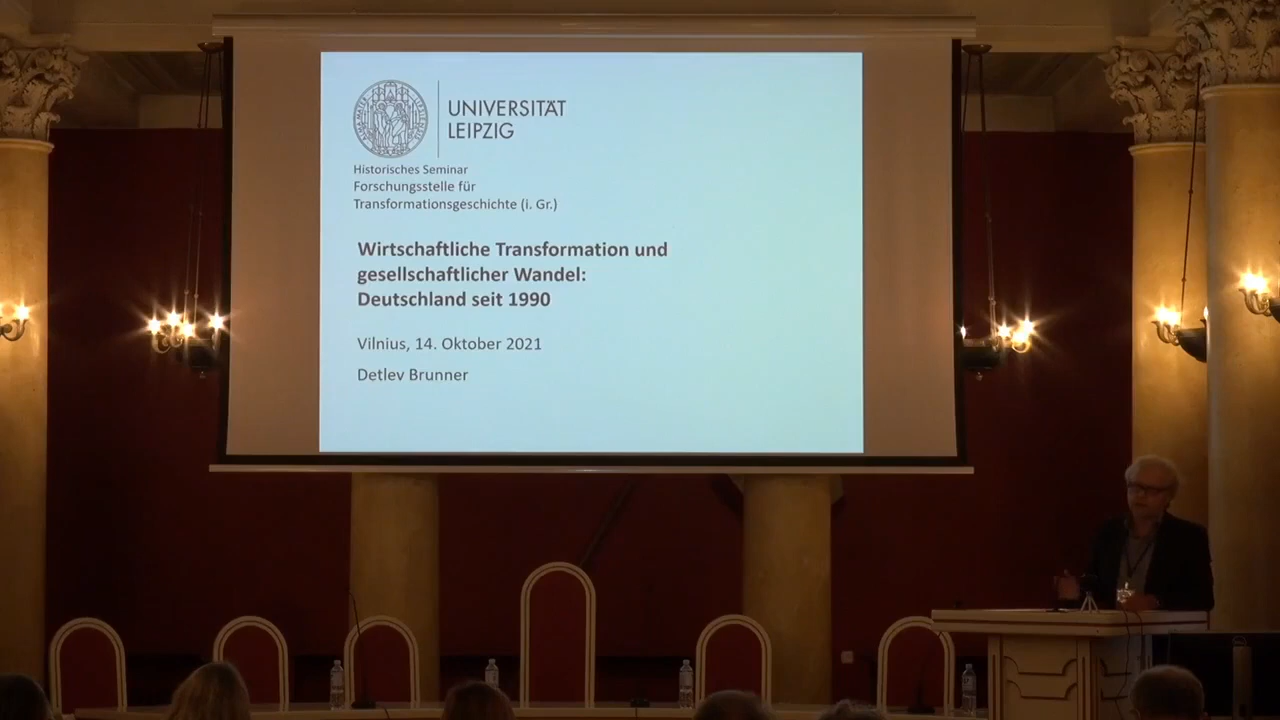 UNIVERSITÄT
LEIPZIG
Historisches Seminar
Forschungsstelle für
Transformationsgeschichte (i. Gr.)
Wirtschaftliche Transformation und
gesellschaftlicher Wandel:
Deutschland seit 1990
Vilnius, 14. Oktober 2021
Detlev Brunner